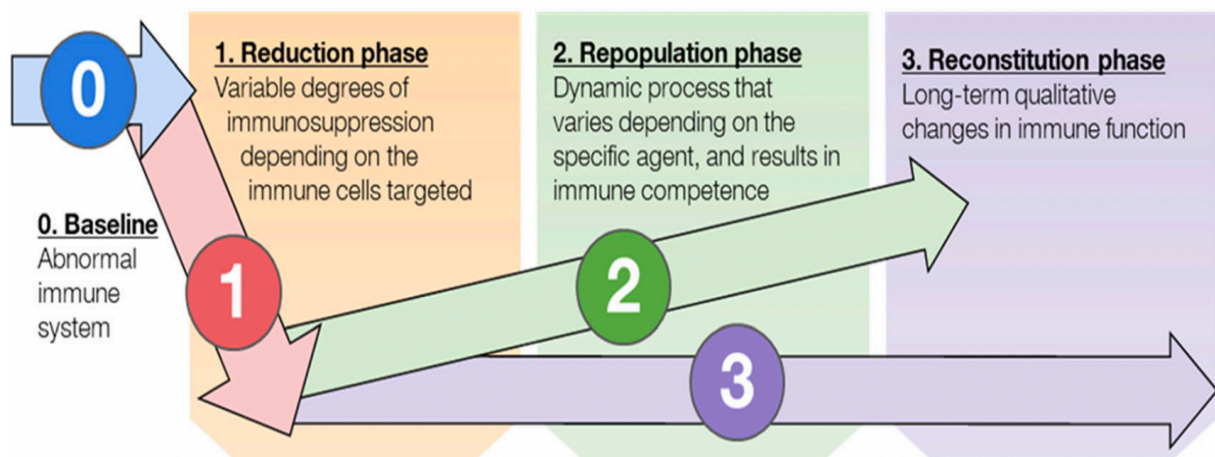 0
1. Reduction phase
Variable degrees of
immunosuppression
depending on the
immune cells targeted
2. Repopulation phase
Dynamic process that
varies depending on the
specific agent, and results in
immune competence
3. Reconstitution phase
Long-term qualitative
changes in immune function
0. Baseline
Abnormal
immune
system
1
2
3